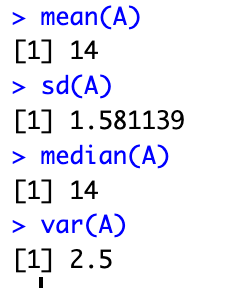 > mean(A)
[1] 14
> sd(A)
[1] 1.581139
> median(A)
[1] 14
> var(A)
[1] 2.5